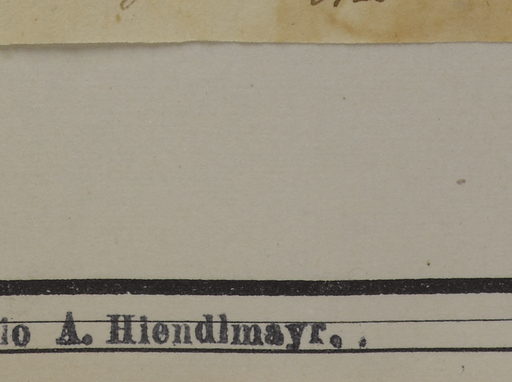 io A. Hiendlmayr. .